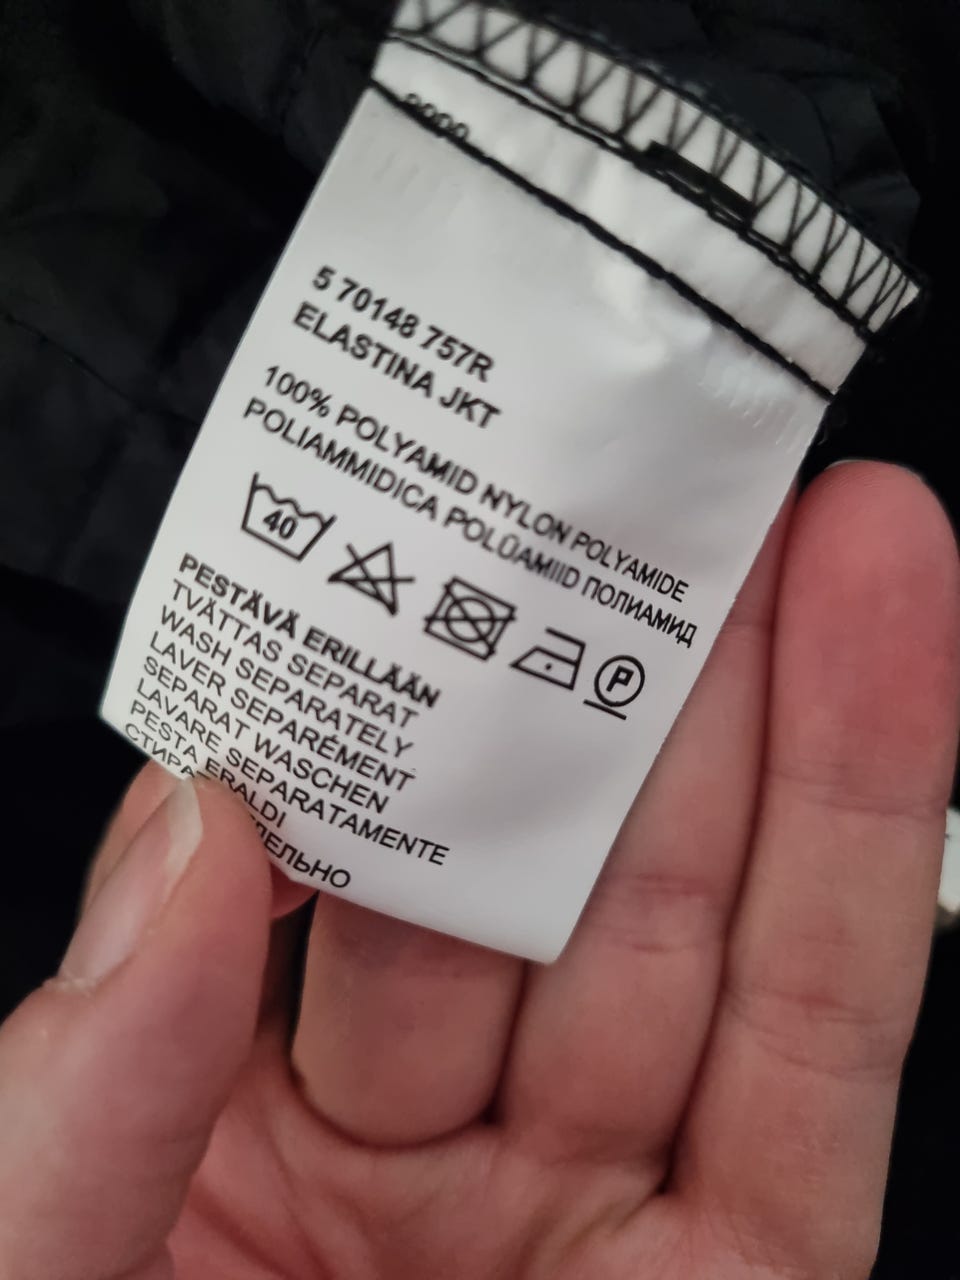 5 70148 757R
ELASTINA JKT
100% POLYAMID NYLON POLYAMIDE
POLIAMMIDICA POLÜAMIID ПОЛИАМИД
40
P
PESTÄVÄ ERILLÄÄN
TVÄTTAS SEPARAT
WASH SEPARATELY
LAVER SEPARÉMENT
SEPARAT WASCHEN
LAVARE SEPARATAMENTE
PESTA ERALDI